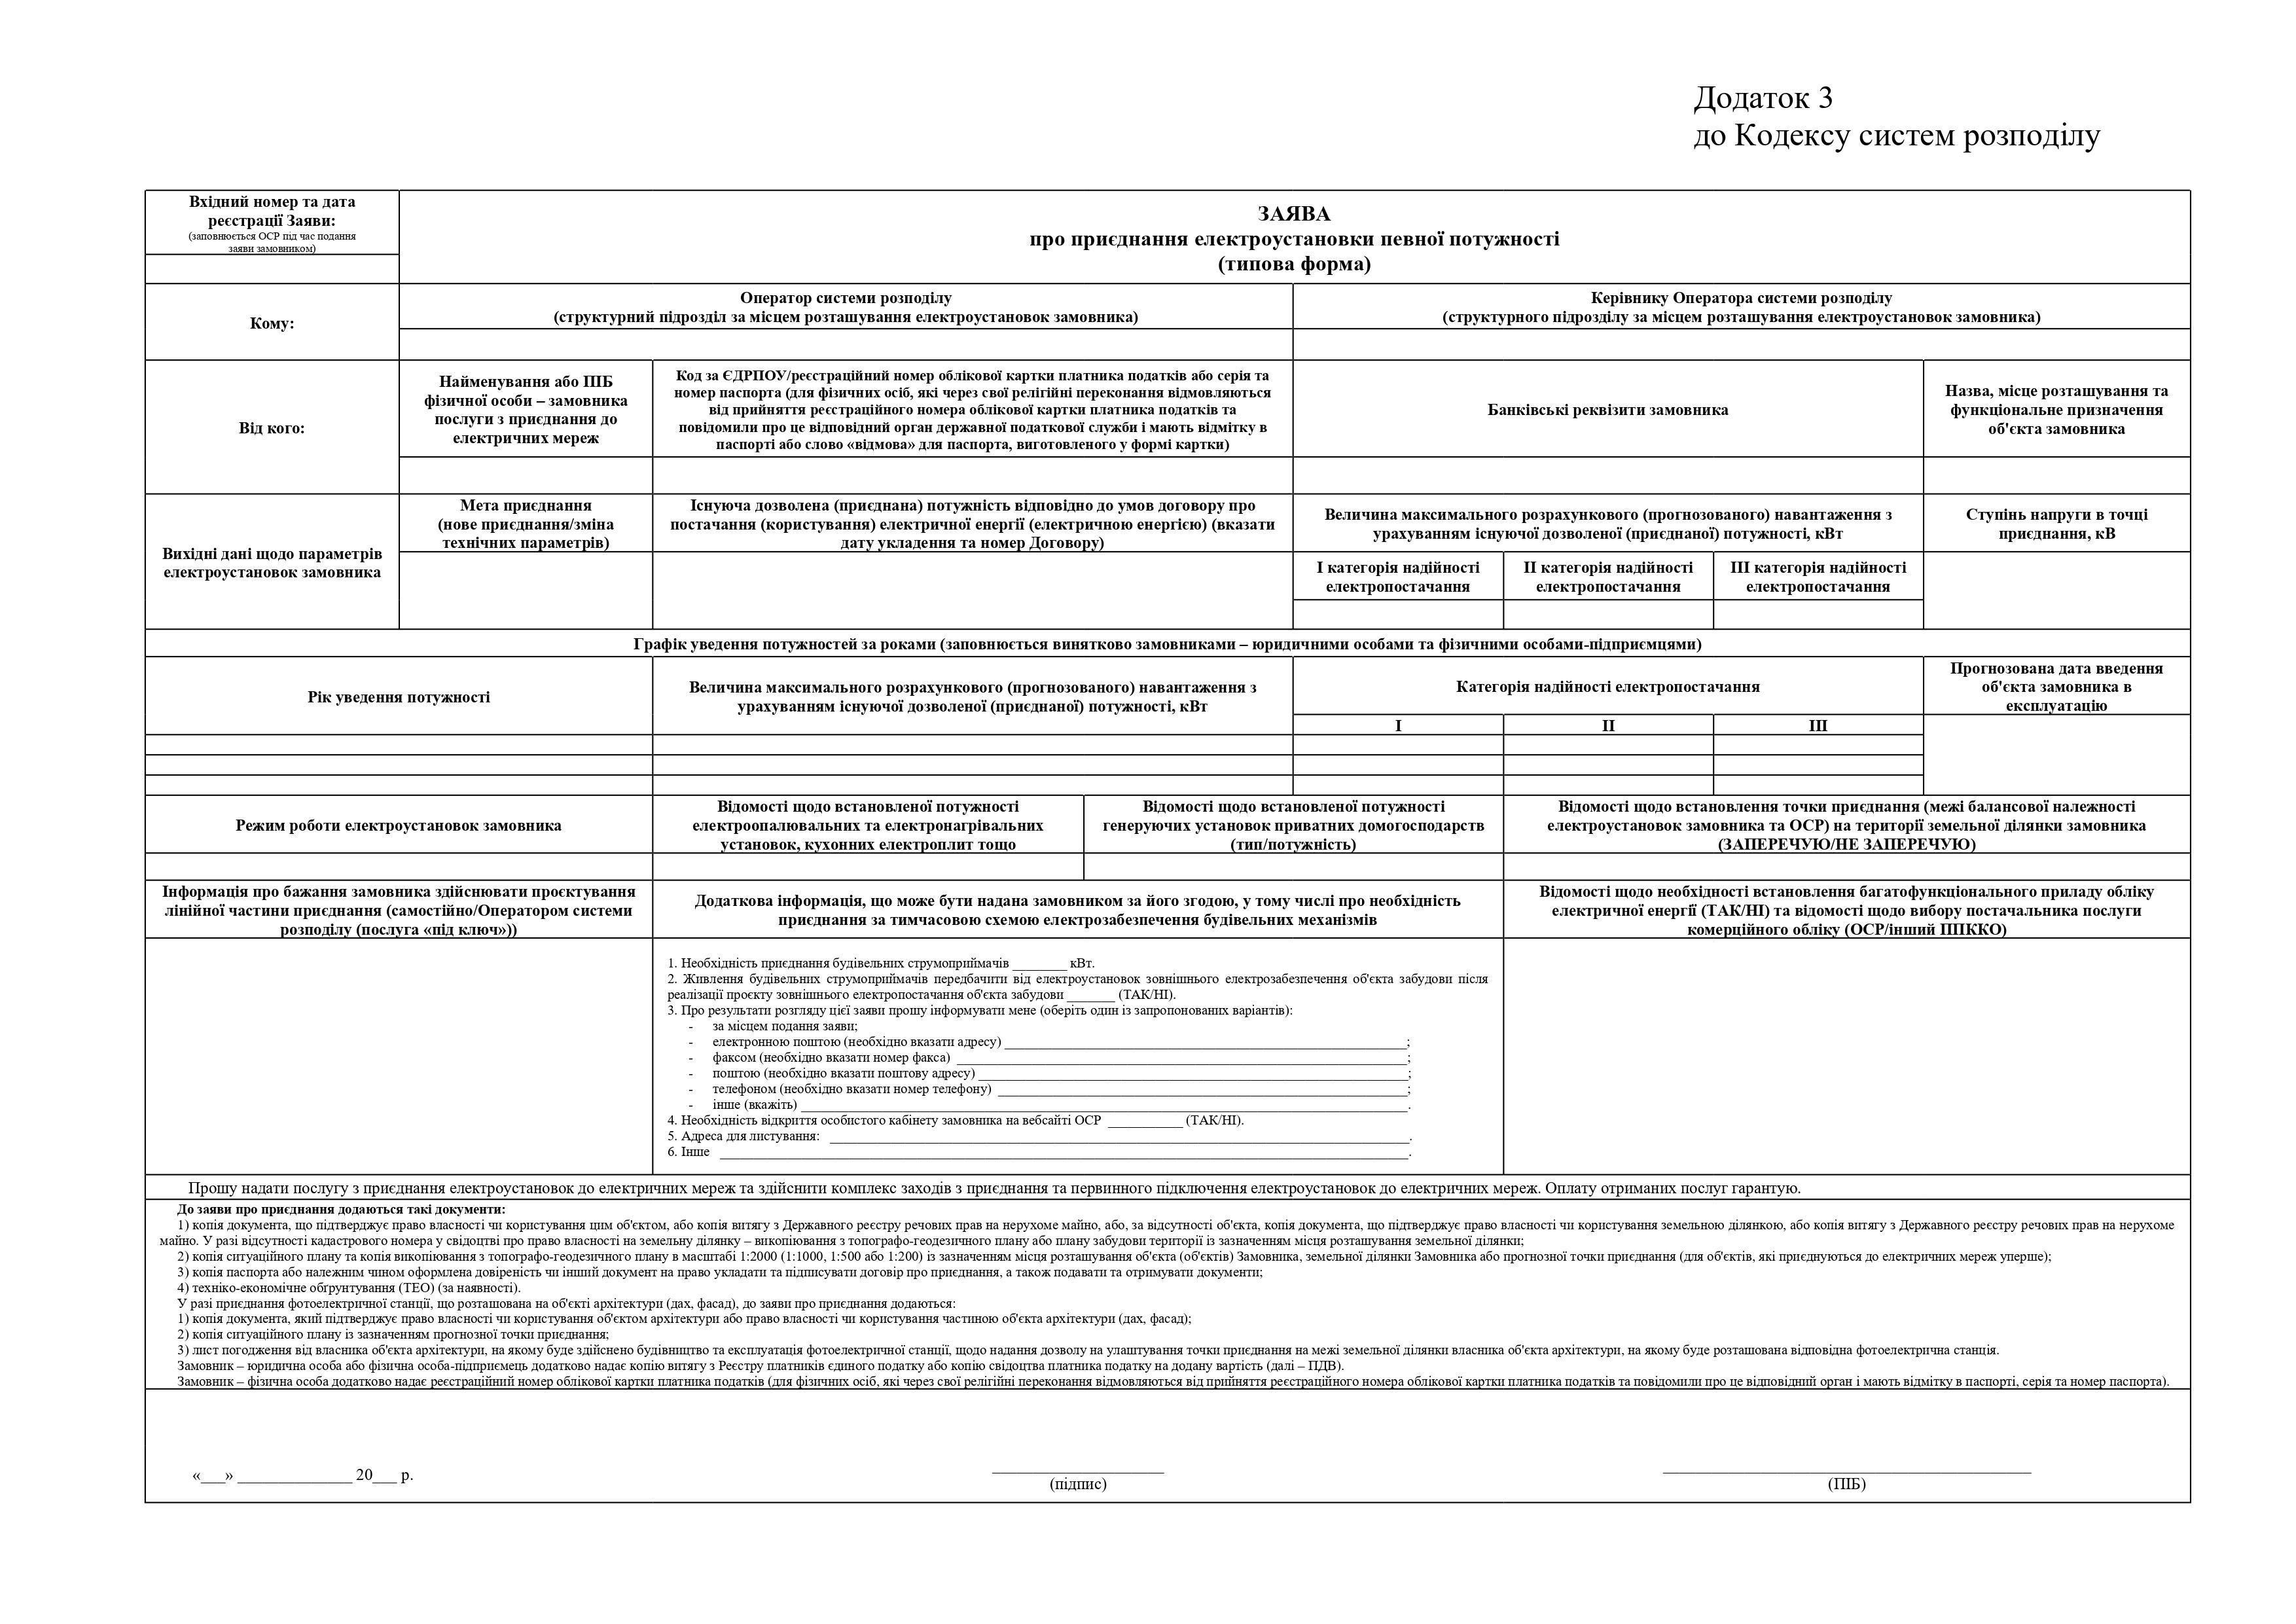 Додаток 3
до Кодексу систем розподілу
Вхідний номер та дата
реєстрації Заяви:
(заповнюється ОСР під час подання
заяви замовником)
ЗАЯВА
про приєднання електроустановки певної потужності
(типова форма)
Кому:
Оператор системи розподілу
(структурний підрозділ за місцем розташування електроустановок замовника)
Керівнику Оператора системи розподілу
(структурного підрозділу за місцем розташування електроустановок замовника)
Від кого:
Найменування або ПІБ
фізичної особи – замовника
послуги з приєднання до
електричних мереж
Код за ЄДРПОУ/реєстраційний номер облікової картки платника податків або серія та
номер паспорта (для фізичних осіб, які через свої релігійні переконання відмовляються
від прийняття реєстраційного номера облікової картки платника податків та
повідомили про це відповідний орган державної податкової служби і мають відмітку в
паспорті або слово «відмова» для паспорта, виготовленого у формі картки)
Банківські реквізити замовника
Назва, місце розташування та
функціональне призначення
об'єкта замовника
Вихідні дані щодо параметрів
електроустановок замовника
Мета приєднання
(нове приєднання/зміна
технічних параметрів)
Існуюча дозволена (приєднана) потужність відповідно до умов договору про
постачання (користування) електричної енергії (електричною енергією) (вказати
дату укладення та номер Договору)
Величина максимального розрахункового (прогнозованого) навантаження з
урахуванням існуючої дозволеної (приєднаної) потужності, кВт
Ступінь напруги в точці
приєднання, кВ
І категорія надійності
електропостачання
ІІ категорія надійності
електропостачання
ІІІ категорія надійності
електропостачання
Графік уведення потужностей за роками (заповнюється винятково замовниками – юридичними особами та фізичними особами-підприємцями)
Рік уведення потужності
Величина максимального розрахункового (прогнозованого) навантаження з
урахуванням існуючої дозволеної (приєднаної) потужності, кВт
Категорія надійності електропостачання
Прогнозована дата введення
об'єкта замовника в
експлуатацію
І
ІІ
ІІІ
Режим роботи електроустановок замовника
Відомості щодо встановленої потужності
електроопалювальних та електронагрівальних
установок, кухонних електроплит тощо
Відомості щодо встановленої потужності
генеруючих установок приватних домогосподарств
(тип/потужність)
Відомості щодо встановлення точки приєднання (межі балансової належності
електроустановок замовника та ОСР) на території земельної ділянки замовника
(ЗАПЕРЕЧУЮ/НЕ ЗАПЕРЕЧУЮ)
Інформація про бажання замовника здійснювати проєктування
лінійної частини приєднання (самостійно/Оператором системи
розподілу (послуга «під ключ»))
Додаткова інформація, що може бути надана замовником за його згодою, у тому числі про необхідність
приєднання за тимчасовою схемою електрозабезпечення будівельних механізмів
Відомості щодо необхідності встановлення багатофункціонального приладу обліку
електричної енергії (ТАК/НІ) та відомості щодо вибору постачальника послуги
комерційного обліку (ОСР/інший ППККО)
1. Необхідність приєднання будівельних струмоприймачів ________ кВт.
2. Живлення будівельних струмоприймачів передбачити від електроустановок зовнішнього електрозабезпечення об'єкта забудови після
реалізації проєкту зовнішнього електропостачання об'єкта забудови _______ (ТАК/НІ).
3. Про результати розгляду цієї заяви прошу інформувати мене (оберіть один із запропонованих варіантів):
- за місцем подання заяви;
- електронною поштою (необхідно вказати адресу) ____________________;
- факсом (необхідно вказати номер факса) ____________________;
- поштою (необхідно вказати поштову адресу) ____________________;
- телефоном (необхідно вказати номер телефону) ____________________;
- інше (вкажіть) ____________________.
4. Необхідність відкриття особистого кабінету замовника на вебсайті ОСР ___________ (ТАК/НІ).
5. Адреса для листування: ____________________.
6. Інше ____________________.
Прошу надати послугу з приєднання електроустановок до електричних мереж та здійснити комплекс заходів з приєднання та первинного підключення електроустановок до електричних мереж. Оплату отриманих послуг гарантую.
До заяви про приєднання додаються такі документи:
1) копія документа, що підтверджує право власності чи користування цим об'єктом, або копія витягу з Державного реєстру речових прав на нерухоме майно, або, за відсутності об'єкта, копія документа, що підтверджує право власності чи користування земельною ділянкою, або копія витягу з Державного реєстру речових прав на нерухоме
майно. У разі відсутності кадастрового номера у свідоцтві про право власності на земельну ділянку – викопіювання з топографо-геодезичного плану або плану забудови території із зазначенням місця розташування земельної ділянки;
2) копія ситуаційного плану та копія викопіювання з топографо-геодезичного плану в масштабі 1:2000 (1:1000, 1:500 або 1:200) із зазначенням місця розташування об'єкта (об'єктів) Замовника, земельної ділянки Замовника або прогнозної точки приєднання (для об'єктів, які приєднуються до електричних мереж уперше);
3) копія паспорта або належним чином оформлена довіреність чи інший документ на право укладати та підписувати договір про приєднання, а також подавати та отримувати документи;
4) техніко-економічне обґрунтування (ТЕО) (за наявності).
У разі приєднання фотоелектричної станції, що розташована на об'єкті архітектури (дах, фасад), до заяви про приєднання додаються:
1) копія документа, який підтверджує право власності чи користування об'єктом архітектури або право власності чи користування частиною об'єкта архітектури (дах, фасад);
2) копія ситуаційного плану із зазначенням прогнозної точки приєднання;
3) лист погодження від власника об'єкта архітектури, на якому буде здійснено будівництво та експлуатація фотоелектричної станції, щодо надання дозволу на улаштування точки приєднання на межі земельної ділянки власника об'єкта архітектури, на якому буде розташована відповідна фотоелектрична станція.
Замовник – юридична особа або фізична особа-підприємець додатково надає копію витягу з Реєстру платників єдиного податку або копію свідоцтва платника податку на додану вартість (далі – ПДВ).
Замовник – фізична особа додатково надає реєстраційний номер облікової картки платника податків (для фізичних осіб, які через свої релігійні переконання відмовляються від прийняття реєстраційного номера облікової картки платника податків та повідомили про це відповідний орган і мають відмітку в паспорті, серія та номер паспорта).
«___» ______________ 20___ р.
(підпис)
(ПІБ)